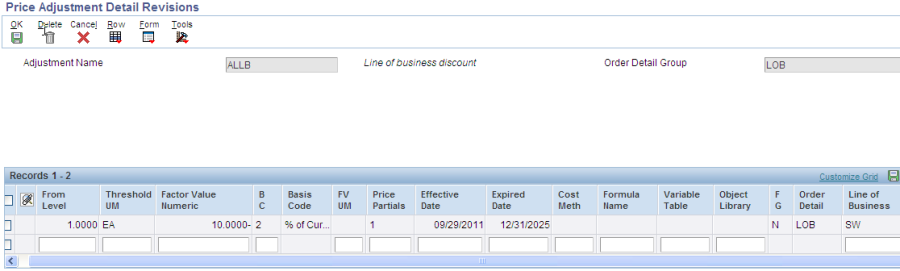 Price Adjustment Detail Revisions
OK Delete Cancel Row Form Tools
Adjustment Name ALLB Line of business discount Order Detail Group LOB
Records 1 - 2 Customize Grid
From Level Threshold UM Factor Value Numeric B C Basis Code FV UM Price Partials Effective Date Expired Date Cost Meth Formula Name Variable Table Object Library F G Order Detail Line of Business
1.0000 EA 10.0000- 2 % of Cur... 1 09/29/2011 12/31/2025 N LOB SW